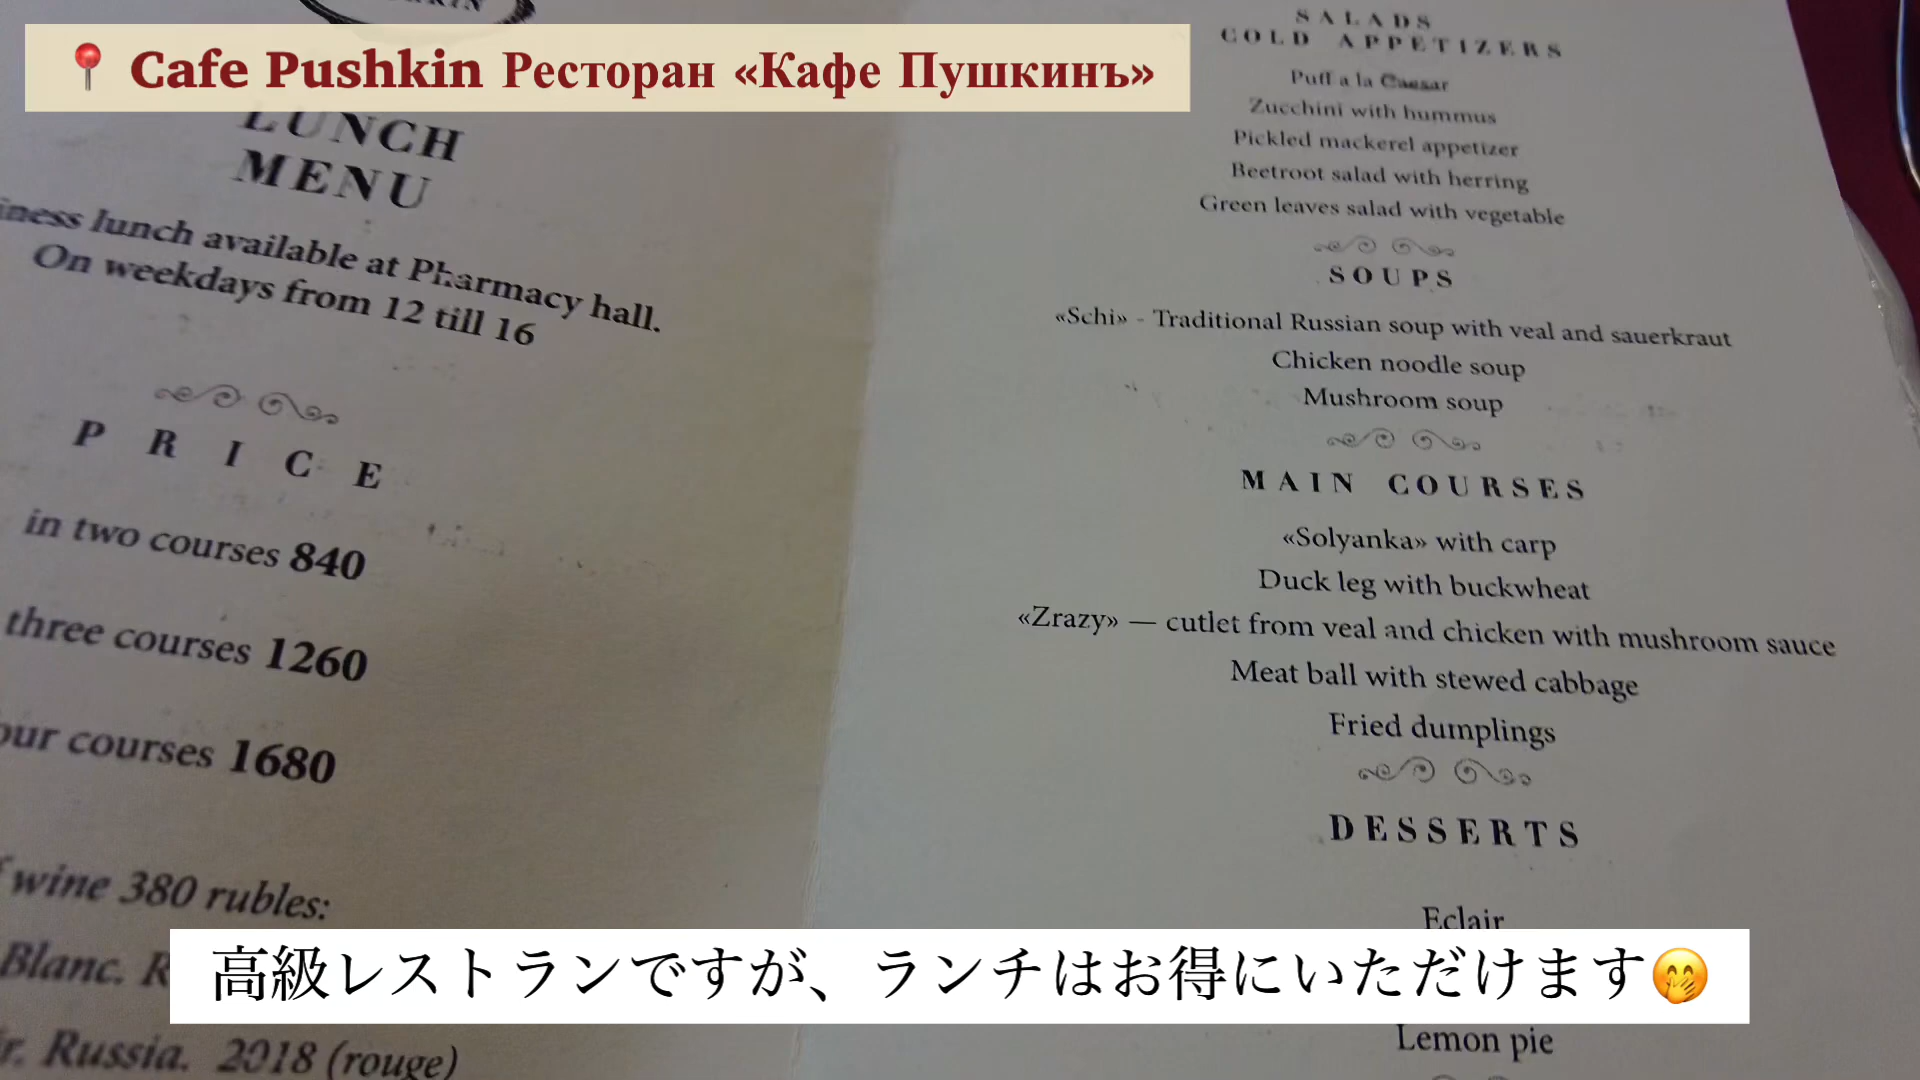 📍 Cafe Pushkin Ресторан «Кафе Пушкинъ»
LUNCH
MENU
lunch available at Pharmacy hall.
On weekdays from 12 till 16
PRICE
in two courses 840
three courses 1260
courses 1680
wine 380 rubles:
Blanc.
Russia. 2018 (rouge)
SALADS
COLD APPETIZERS
Puff a la Caesar
Zucchini with hummus
Pickled mackerel appetizer
Beetroot salad with herring
Green leaves salad with vegetable
SOUPS
«Schi» - Traditional Russian soup with veal and sauerkraut
Chicken noodle soup
Mushroom soup
MAIN COURSES
«Solyanka» with carp
Duck leg with buckwheat
«Zrazy» — cutlet from veal and chicken with mushroom sauce
Meat ball with stewed cabbage
Fried dumplings
DESSERTS
Eclair
Lemon pie
高級レストランですが、ランチはお得にいただけます🤭